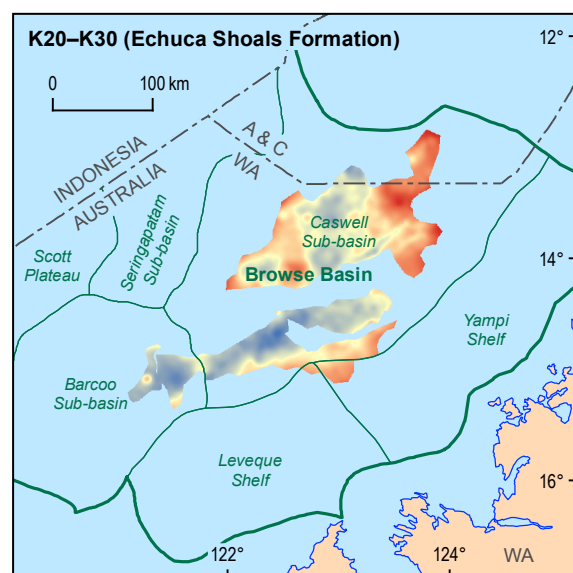 K20–K30 (Echuca Shoals Formation)
0 100 km
12°
INDONESIA
AUSTRALIA
A & C
WA
Scott
Plateau
Seringapatam
Sub-basin
Caswell
Sub-basin
14°
Browse Basin
Yampi
Shelf
Barcoo
Sub-basin
Leveque
Shelf
16°
122°
124°
WA